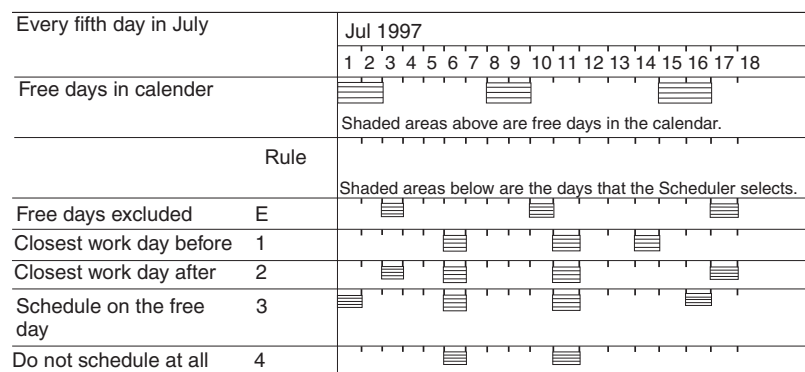 Every fifth day in July
Jul 1997
1 2 3 4 5 6 7 8 9 10 11 12 13 14 15 16 17 18
Free days in calender
Shaded areas above are free days in the calendar.
Rule
Shaded areas below are the days that the Scheduler selects.
Free days excluded E
Closest work day before 1
Closest work day after 2
Schedule on the free 3
day
Do not schedule at all 4